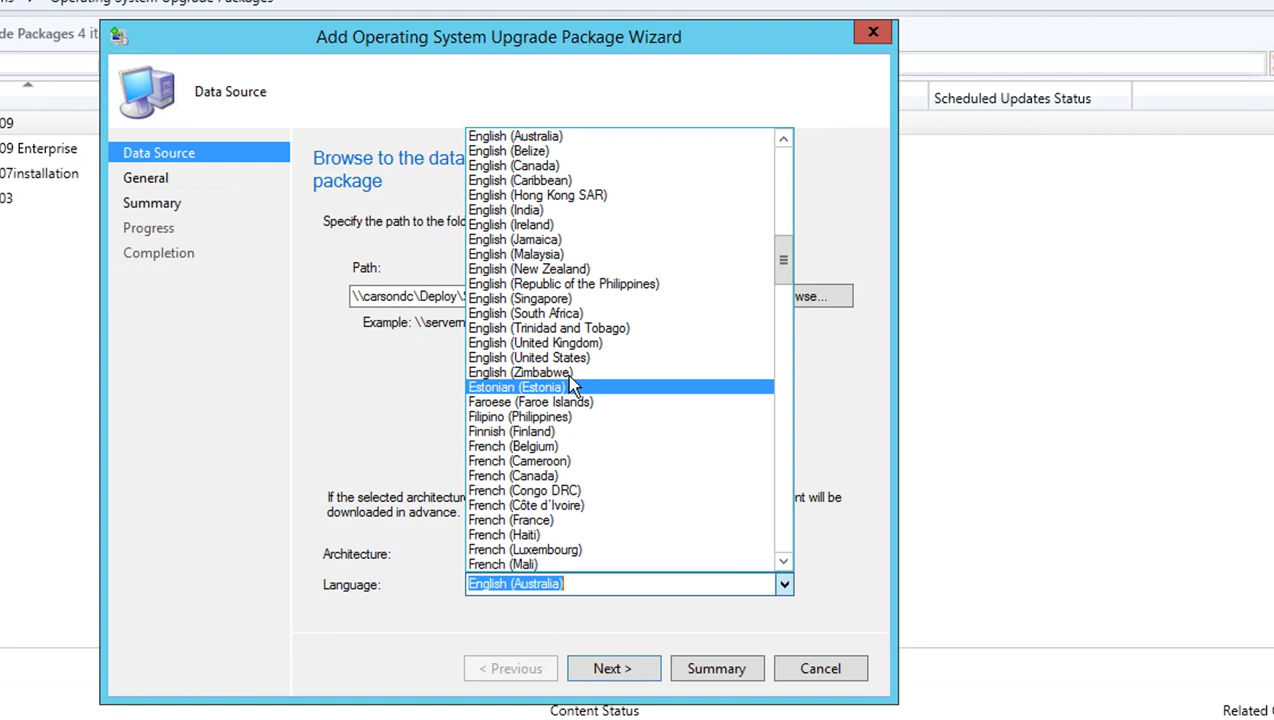 Operating System Upgrade Packages
Add Operating System Upgrade Package Wizard
de Packages 4 it
Data Source
Scheduled Updates Status
09
09 Enterprise
07installation
03
Data Source
General
Summary
Progress
Completion
Browse to the data
package
Specify the path to the fold
Path:
\\carsondc\Deploy\
wse...
Example: \\servern
English (Australia)
English (Belize)
English (Canada)
English (Caribbean)
English (Hong Kong SAR)
English (India)
English (Ireland)
English (Jamaica)
English (Malaysia)
English (New Zealand)
English (Republic of the Philippines)
English (Singapore)
English (South Africa)
English (Trinidad and Tobago)
English (United Kingdom)
English (United States)
English (Zimbabwe)
Estonian (Estonia)
Faroese (Faroe Islands)
Filipino (Philippines)
Finnish (Finland)
French (Belgium)
French (Cameroon)
French (Canada)
French (Congo DRC)
French (Côte d'Ivoire)
French (France)
French (Haiti)
French (Luxembourg)
French (Mali)
If the selected architectur
ent will be
downloaded in advance.
Architecture:
Language:
English (Australia)
< Previous
Next >
Summary
Cancel
Content Status
Related